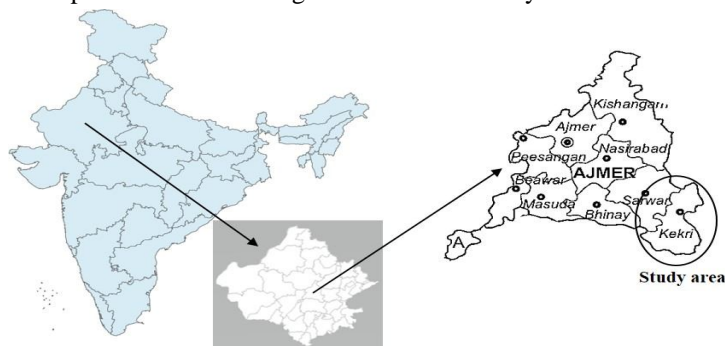 Kishangarh
Ajmer
Nasirabad
Peesangan
AJMER
Beawar
Masuda
Sarwar
Bhinay
Kekri
A
Study area